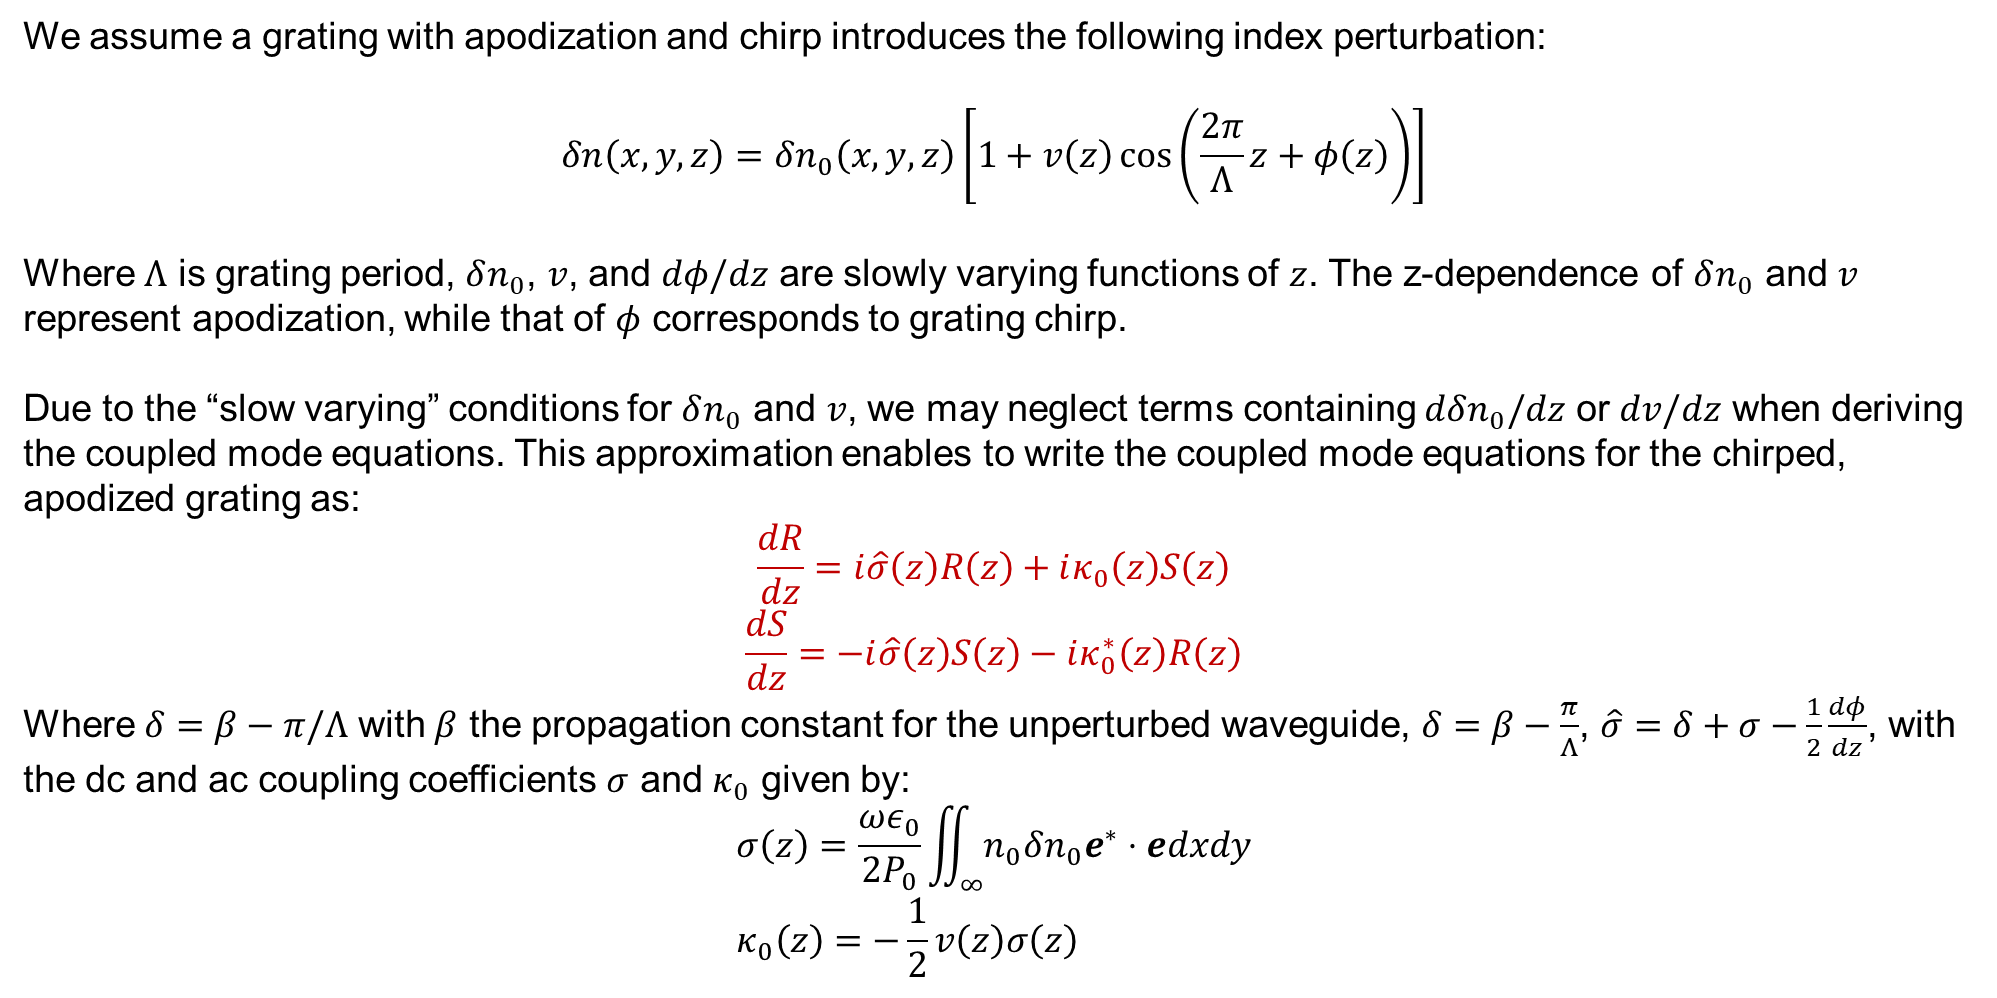 We assume a grating with apodization and chirp introduces the following index perturbation:
δn(x, y, z) = δn₀(x, y, z) [1 + v(z) cos(2π/Λ z + ϕ(z))]
Where Λ is grating period, δn₀, v, and dϕ/dz are slowly varying functions of z. The z-dependence of δn₀ and v
represent apodization, while that of ϕ corresponds to grating chirp.
Due to the “slow varying” conditions for δn₀ and v, we may neglect terms containing dδn₀/dz or dv/dz when deriving
the coupled mode equations. This approximation enables to write the coupled mode equations for the chirped,
apodized grating as:
dR/dz = iσ̂(z)R(z) + iκ₀(z)S(z)
dS/dz = −iσ̂(z)S(z) − iκ₀*(z)R(z)
Where δ = β − π/Λ with β the propagation constant for the unperturbed waveguide, δ = β − π/Λ, σ̂ = δ + σ − 1/2 dϕ/dz, with
the dc and ac coupling coefficients σ and κ₀ given by:
σ(z) = ωϵ₀/2P₀ ∬_∞ n₀δn₀e* · edxdy
κ₀(z) = −1/2 v(z)σ(z)